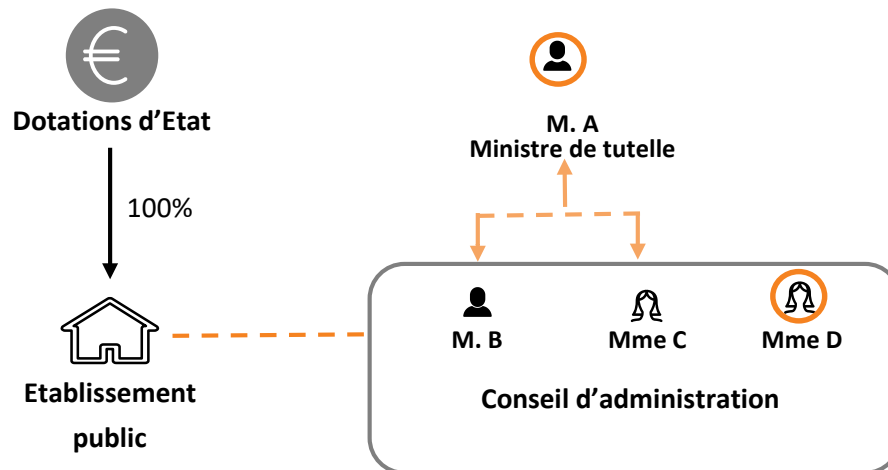 €
Dotations d’Etat
100%
Etablissement
public
M. A
Ministre de tutelle
M. B
Mme C
Mme D
Conseil d’administration